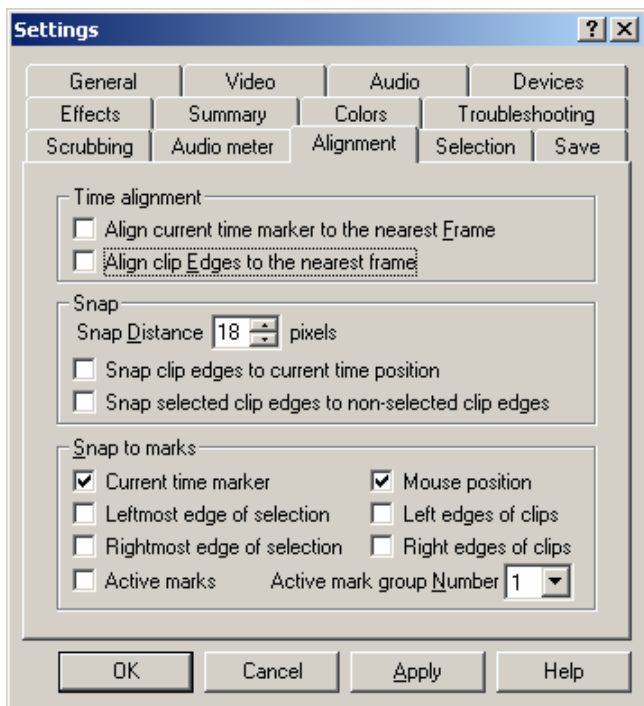 Settings
General Video Audio Devices
Effects Summary Colors Troubleshooting
Scrubbing Audio meter Alignment Selection Save
Time alignment
Align current time marker to the nearest Frame
Align clip Edges to the nearest frame
Snap
Snap Distance 18 pixels
Snap clip edges to current time position
Snap selected clip edges to non-selected clip edges
Snap to marks
Current time marker Mouse position
Leftmost edge of selection Left edges of clips
Rightmost edge of selection Right edges of clips
Active marks Active mark group Number 1
OK Cancel Apply Help